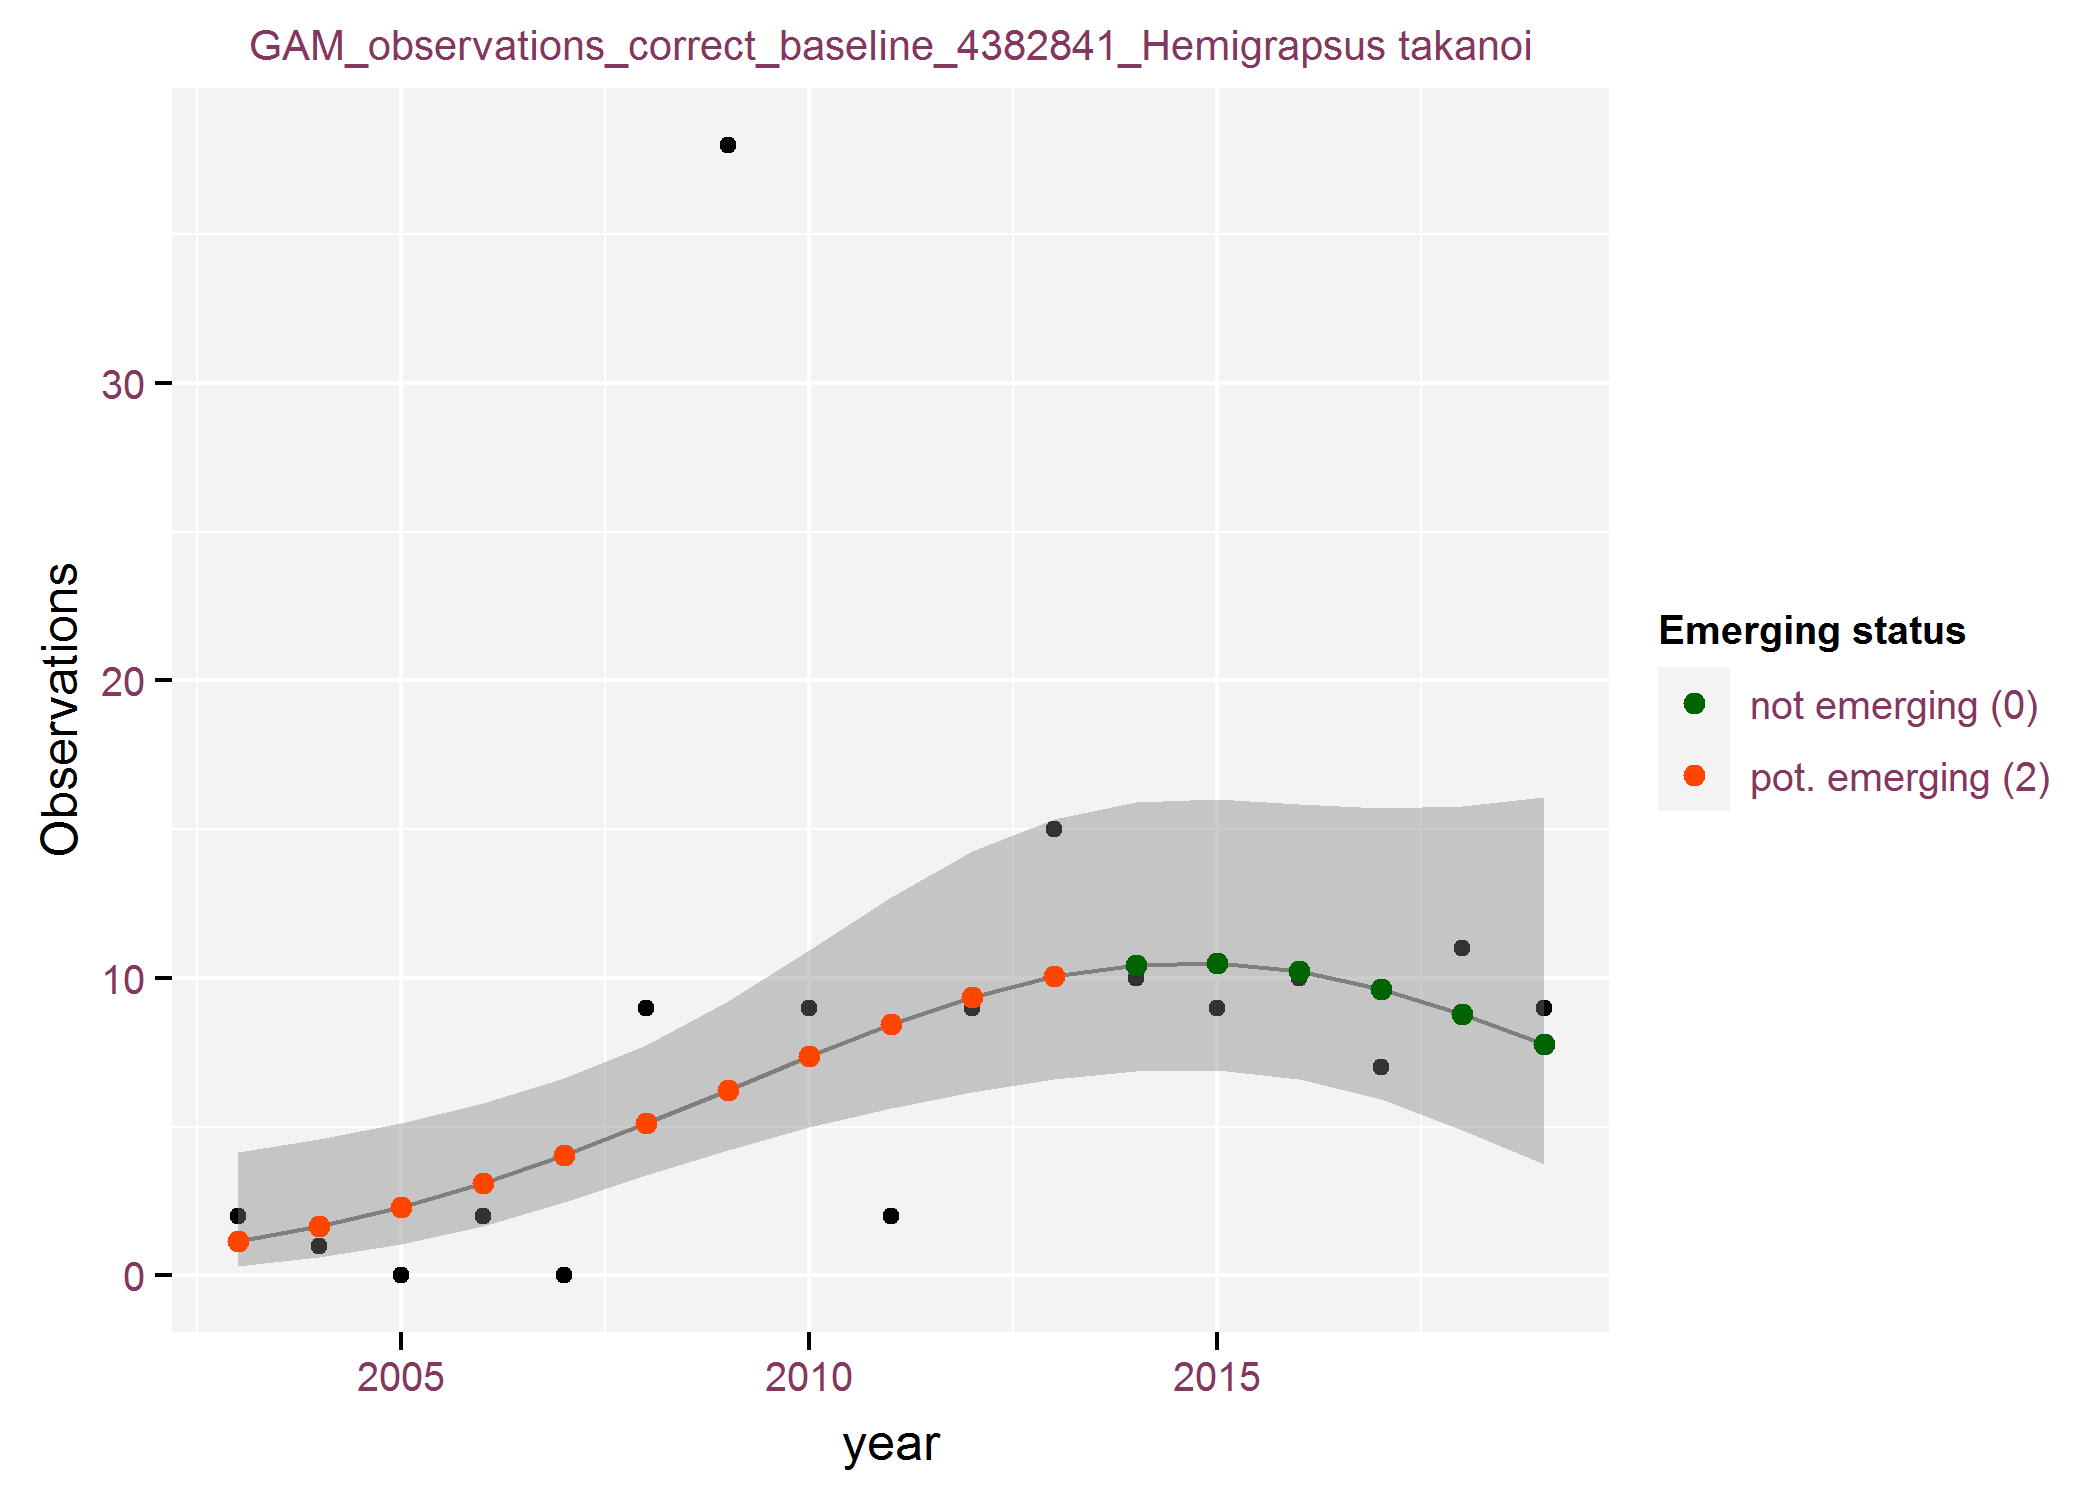 GAM_observations_correct_baseline_4382841_Hemigrapsus takanoi
Observations
30
20
10
0
2005 2010 2015
year
Emerging status
not emerging (0)
pot. emerging (2)